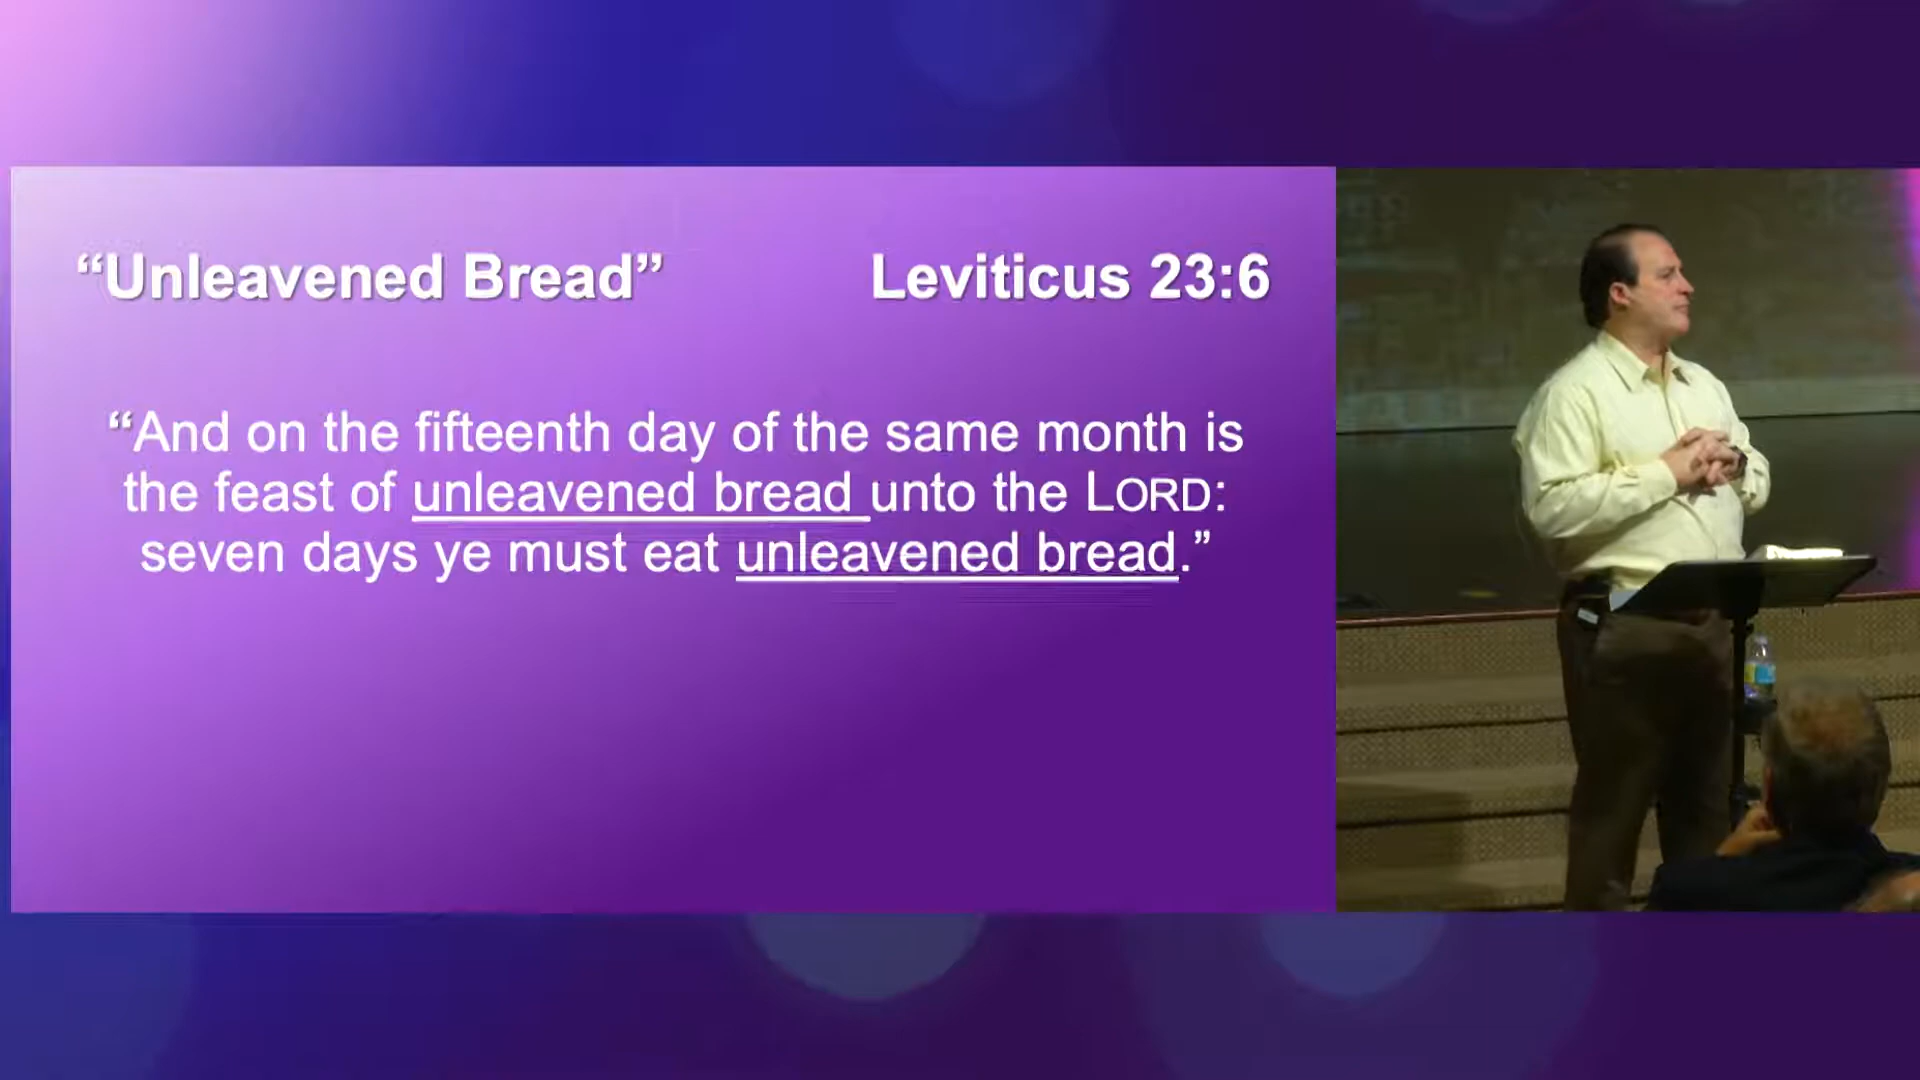 “Unleavened Bread” Leviticus 23:6
“And on the fifteenth day of the same month is
the feast of unleavened bread unto the LORD:
seven days ye must eat unleavened bread.”